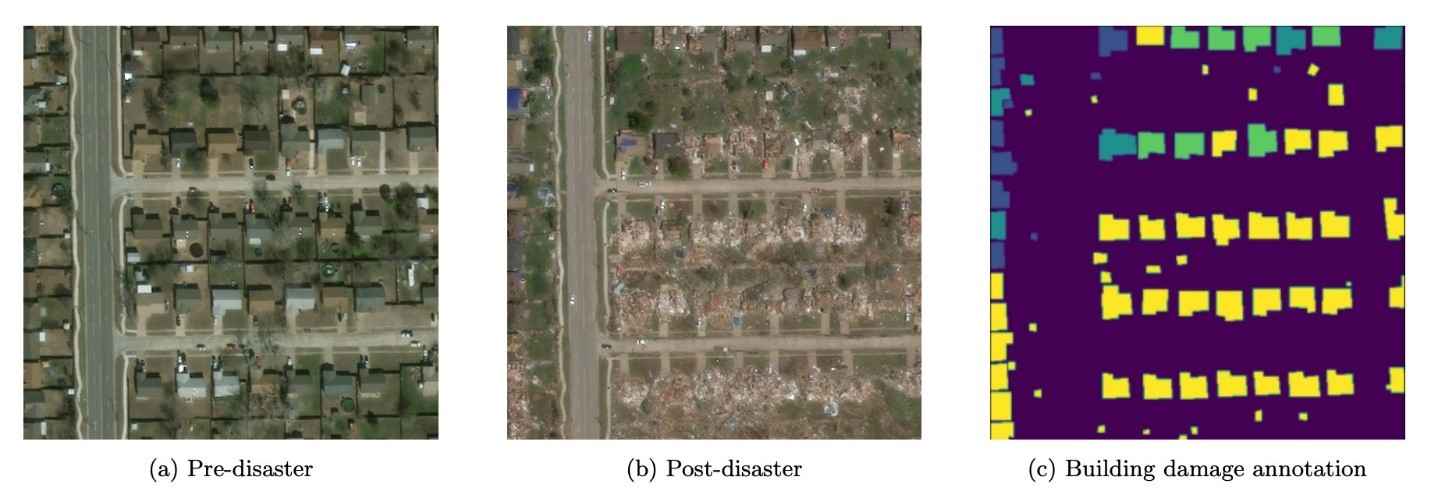 (a) Pre-disaster
(b) Post-disaster
(c) Building damage annotation